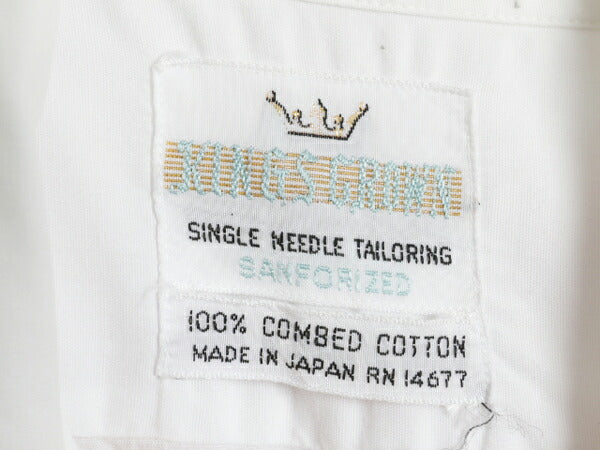 KINGS CROWN
SINGLE NEEDLE TAILORING
SANFORIZED
100% COMBED COTTON
MADE IN JAPAN RN 14677